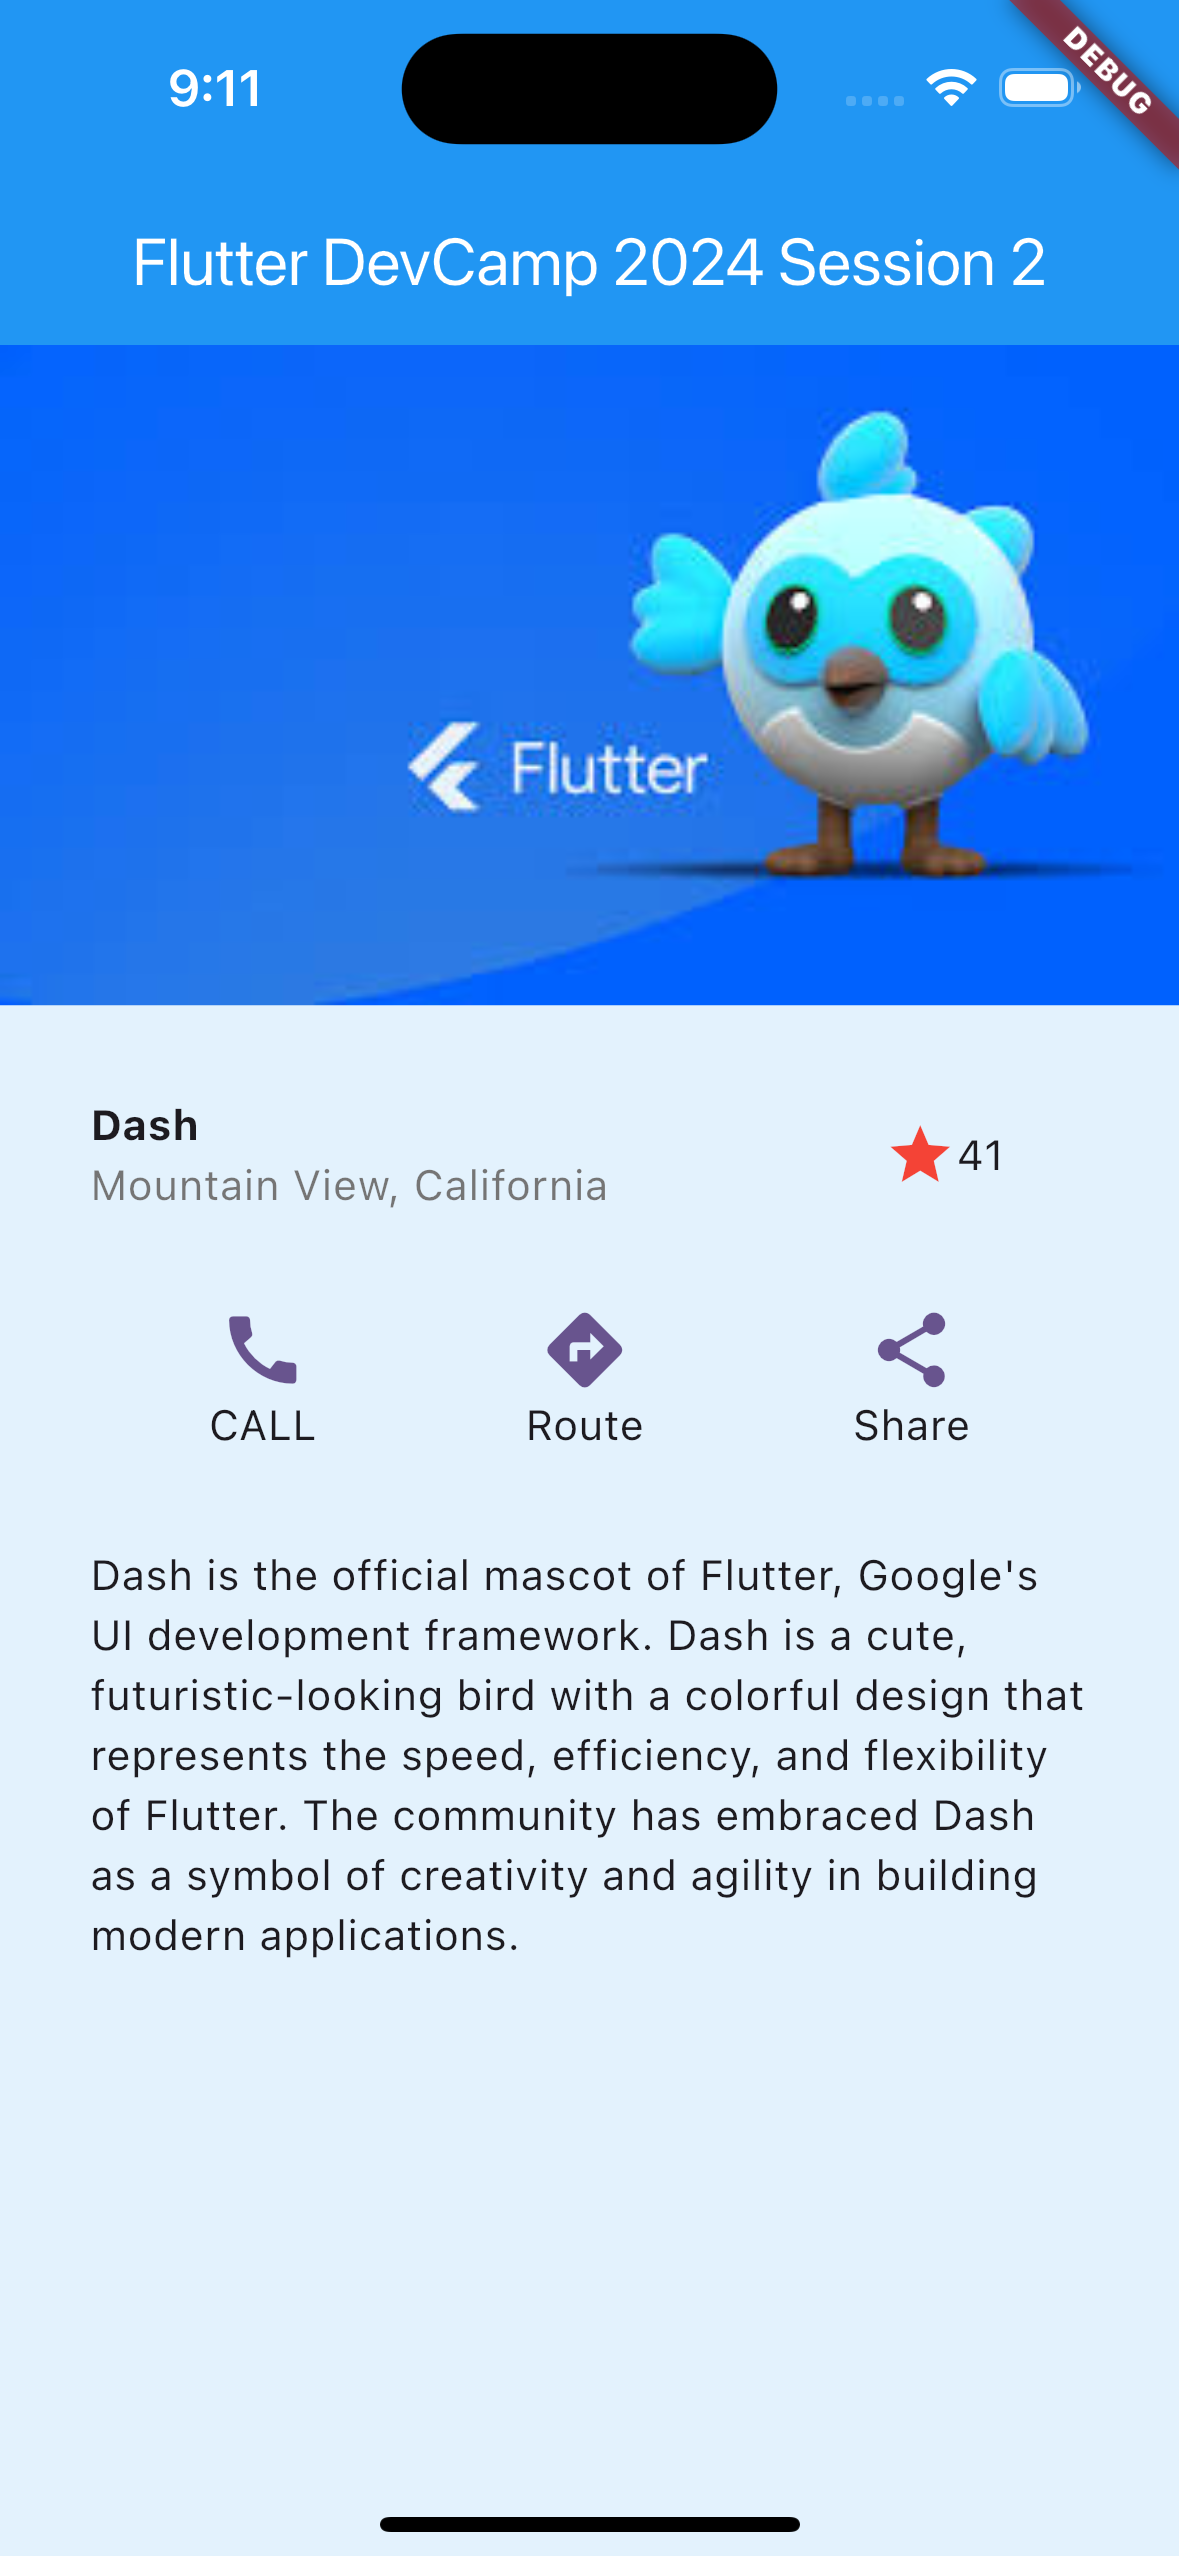 9:11
DEBUG
Flutter DevCamp 2024 Session 2
Flutter
Dash
Mountain View, California
41
CALL
Route
Share
Dash is the official mascot of Flutter, Google's
UI development framework. Dash is a cute,
futuristic-looking bird with a colorful design that
represents the speed, efficiency, and flexibility
of Flutter. The community has embraced Dash
as a symbol of creativity and agility in building
modern applications.